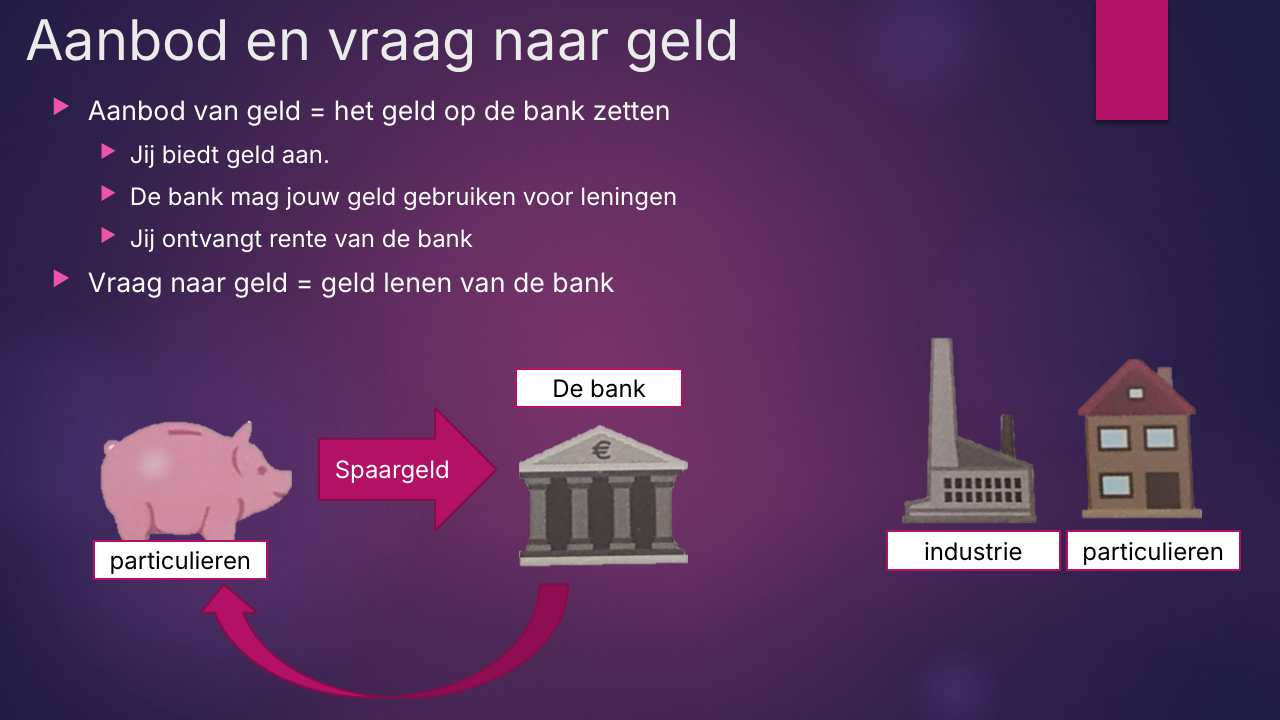 Aanbod en vraag naar geld
Aanbod van geld = het geld op de bank zetten
Jij biedt geld aan.
De bank mag jouw geld gebruiken voor leningen
Jij ontvangt rente van de bank
Vraag naar geld = geld lenen van de bank
De bank
€
Spaargeld
particulieren
industrie
particulieren